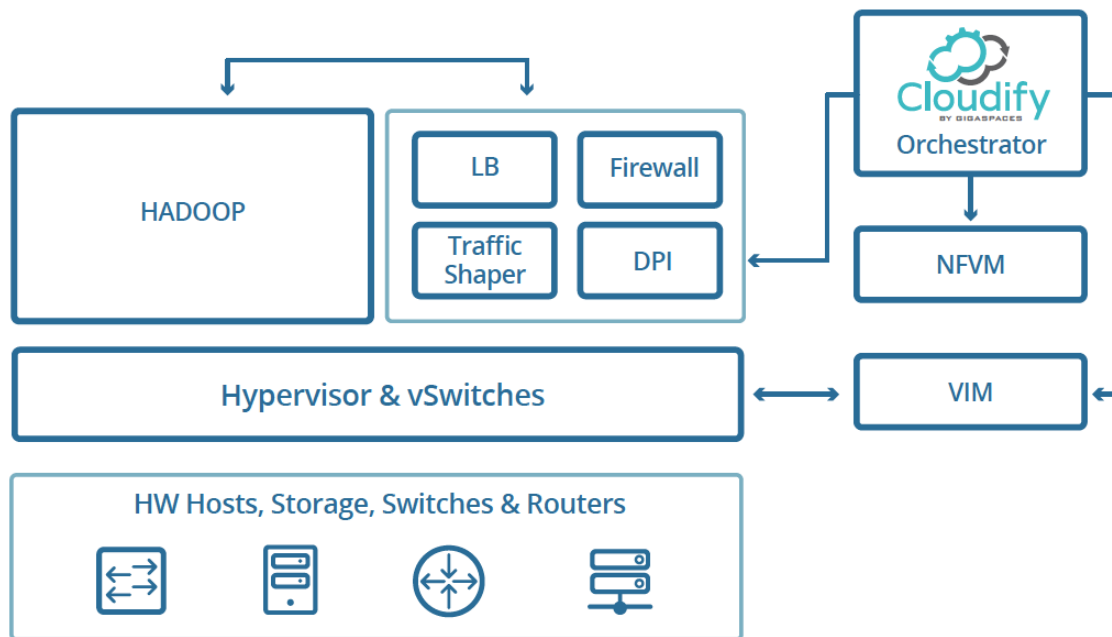 HADOOP
LB
Firewall
Traffic
Shaper
DPI
Cloudify
BY GIGASPACES
Orchestrator
NFVM
Hypervisor & vSwitches
VIM
HW Hosts, Storage, Switches & Routers